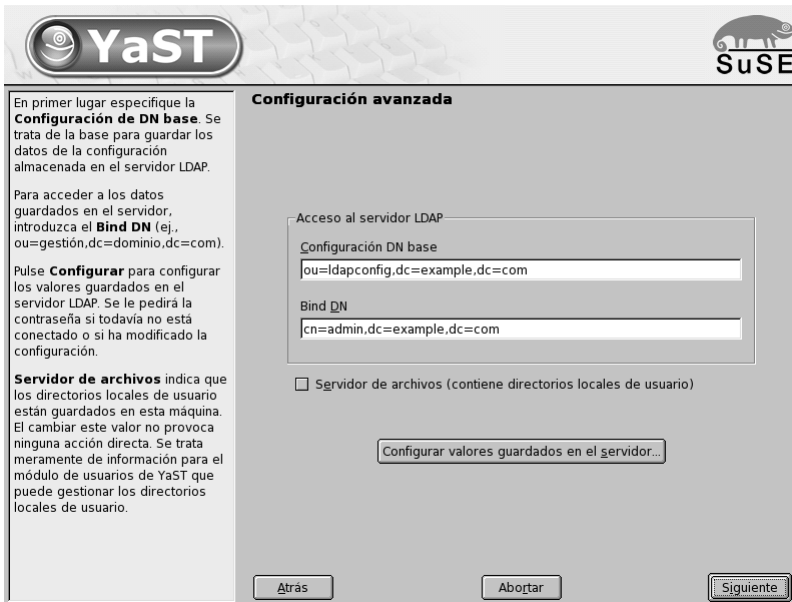 YaST
SuSE
En primer lugar especifique la
Configuración de DN base. Se
trata de la base para guardar los
datos de la configuración
almacenada en el servidor LDAP.
Para acceder a los datos
guardados en el servidor,
introduzca el Bind DN (ej.,
ou=gestión,dc=dominio,dc=com).
Pulse Configurar para configurar
los valores guardados en el
servidor LDAP. Se le pedirá la
contraseña si todavía no está
conectado o si ha modificado la
configuración.
Servidor de archivos indica que
los directorios locales de usuario
están guardados en esta máquina.
El cambiar este valor no provoca
ninguna acción directa. Se trata
meramente de información para el
módulo de usuarios de YaST que
puede gestionar los directorios
locales de usuario.
Configuración avanzada
Acceso al servidor LDAP
Configuración DN base
ou=ldapconfig,dc=example,dc=com
Bind DN
cn=admin,dc=example,dc=com
Servidor de archivos (contiene directorios locales de usuario)
Configurar valores guardados en el servidor...
Atrás
Abortar
Siguiente